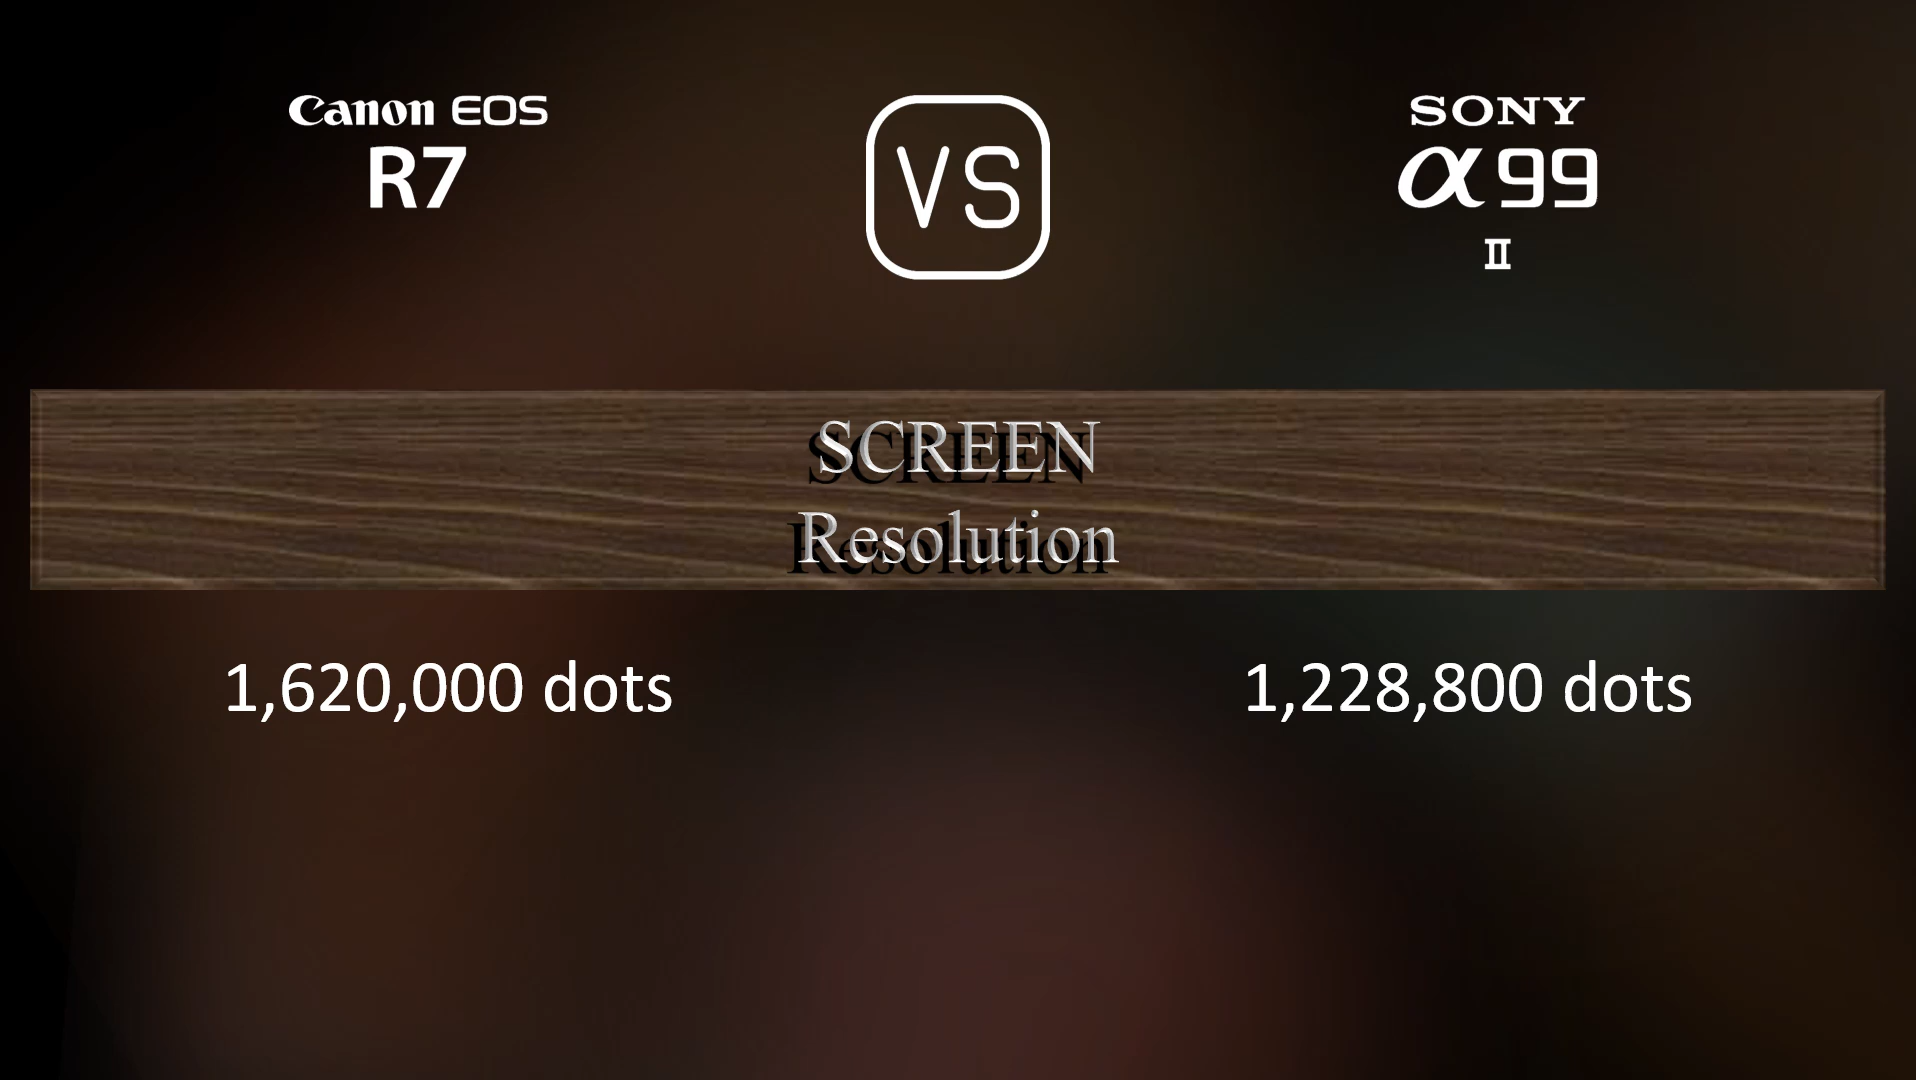 Canon EOS
R7
VS
SONY
α99
II
SCREEN
Resolution
1,620,000 dots
1,228,800 dots